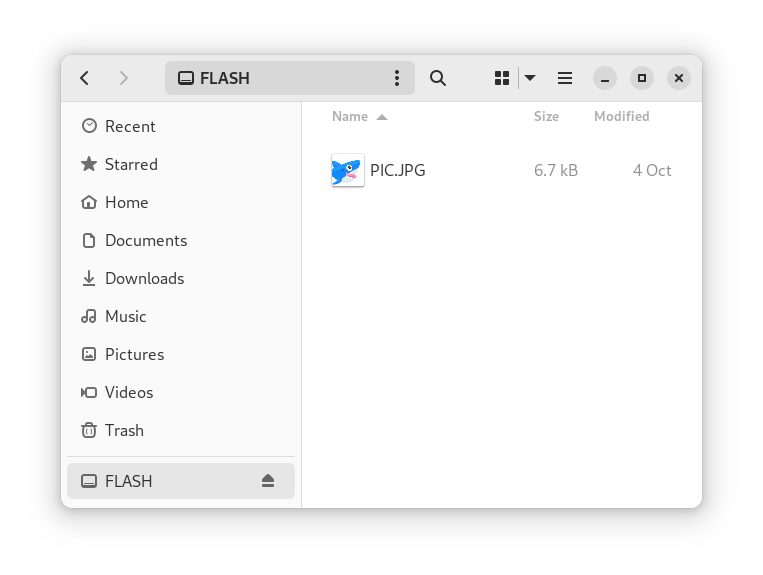 FLASH
Recent
Starred
Home
Documents
Downloads
Music
Pictures
Videos
Trash
FLASH
Name Size Modified
PIC.JPG 6.7 kB 4 Oct